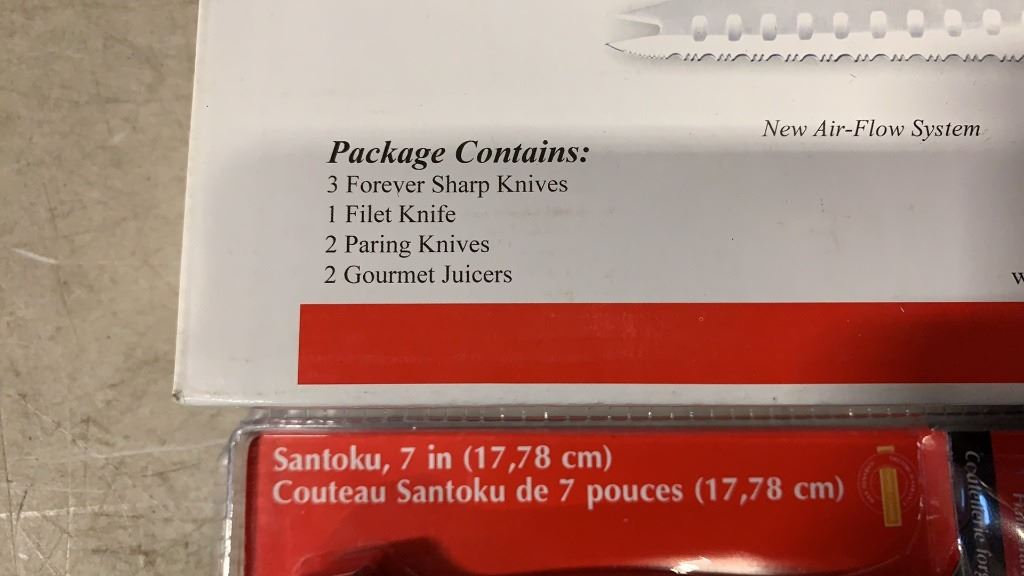 New Air-Flow System
Package Contains:
3 Forever Sharp Knives
1 Filet Knife
2 Paring Knives
2 Gourmet Juicers
Santoku, 7 in (17,78 cm)
Couteau Santoku de 7 pouces (17,78 cm)